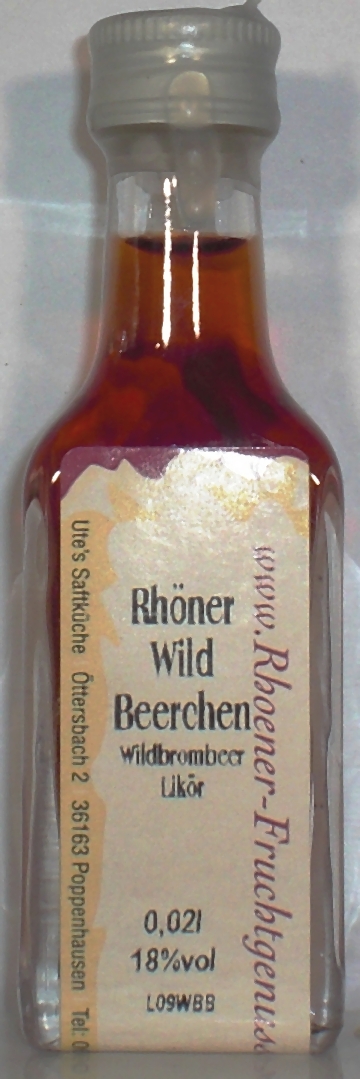 Rhöner
Wild
Beerchen
Wildbrombeer
Likör
0,02l
18%vol
L09WBB
Ute's Saftküche Öttersbach 2 36163 Poppenhausen Tel:
www.Rhoener-Fruchtgenuss